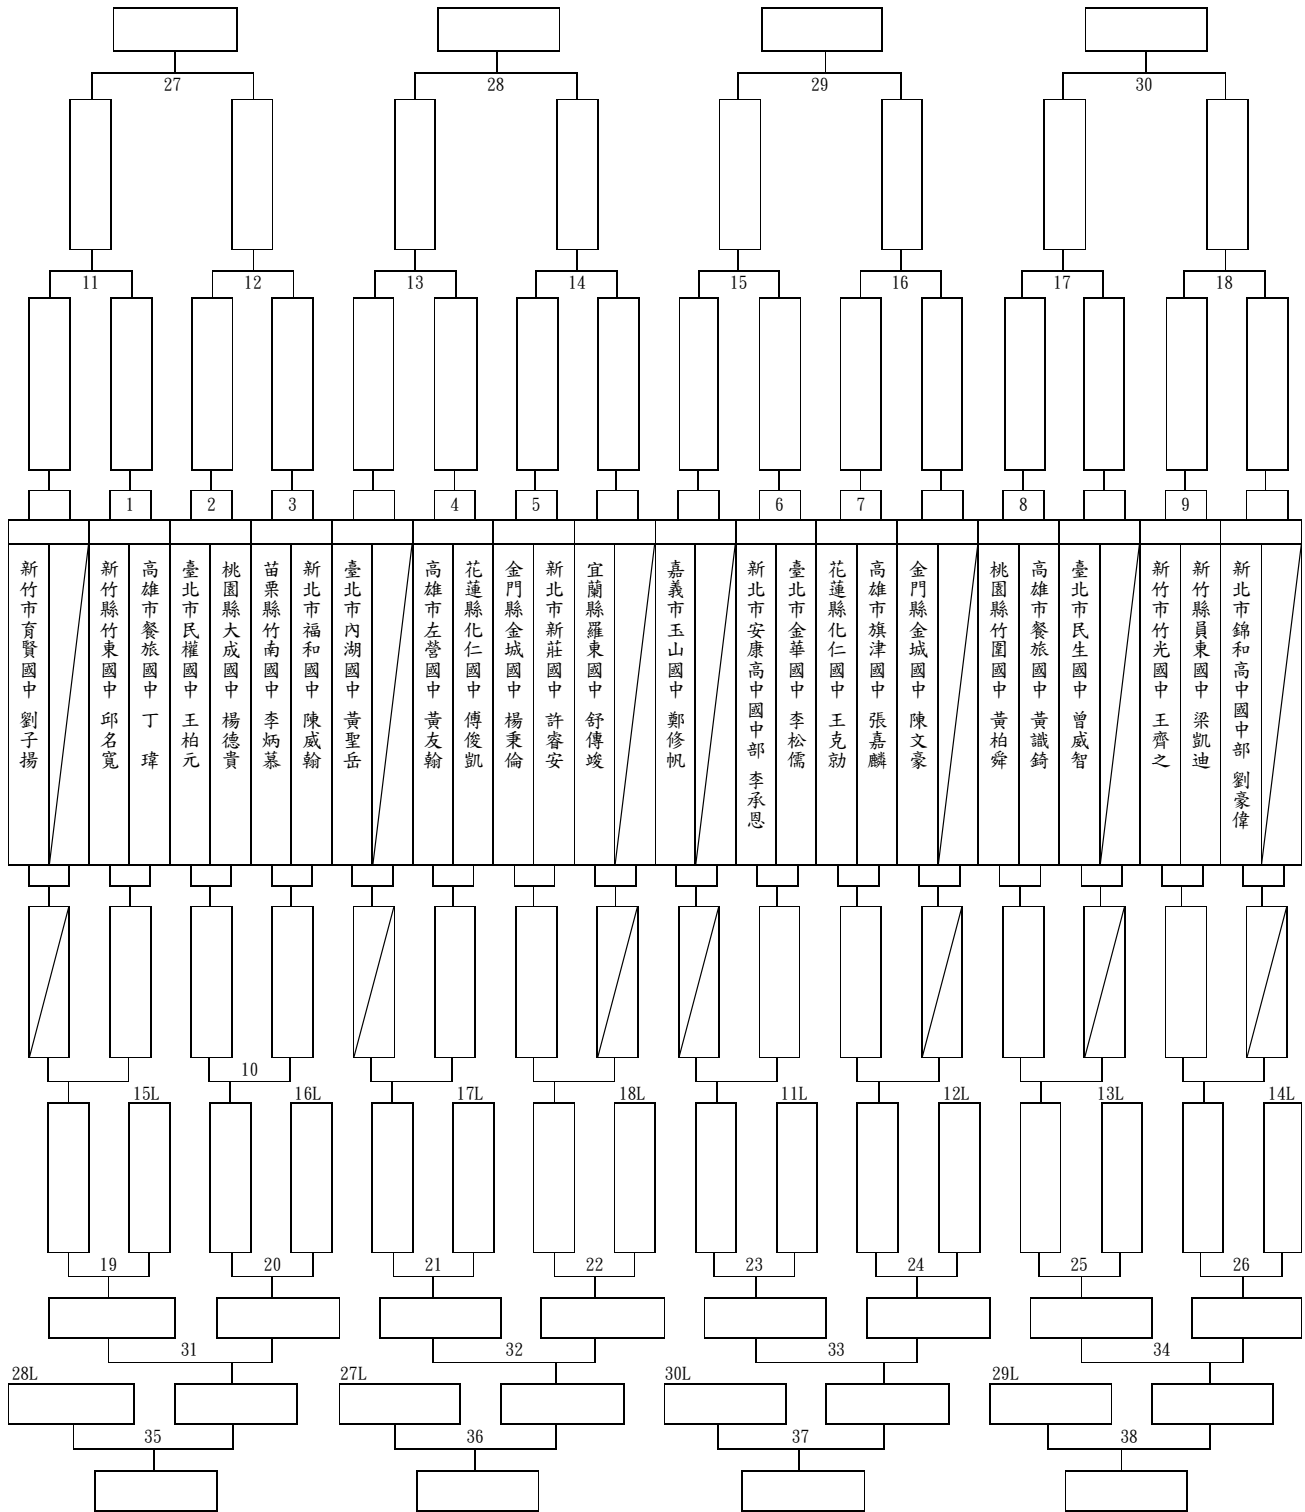 27
28
29
30
11
12
13
14
15
16
17
18
1
2
3
4
5
6
7
8
9
新竹市育賢國中 劉子揚
新竹縣竹東國中 邱名寬
高雄市餐旅國中 丁 瑋
臺北市民權國中 王柏元
桃園縣大成國中 楊德貴
苗栗縣竹南國中 李炳慕
新北市福和國中 陳威翰
臺北市內湖國中 黃聖岳
高雄市左營國中 黃友翰
花蓮縣化仁國中 傅俊凱
金門縣金城國中 楊秉倫
新北市新莊國中 許睿安
宜蘭縣羅東國中 舒傳竣
嘉義市玉山國中 鄭修帆
新北市安康高中國中部 李承恩
臺北市金華國中 李松儒
花蓮縣化仁國中 王克勍
高雄市旗津國中 張嘉麟
金門縣金城國中 陳文豪
桃園縣竹圍國中 黃柏舜
高雄市餐旅國中 黃識錡
臺北市民生國中 曾威智
新竹市竹光國中 王齊之
新竹縣員東國中 梁凱迪
新北市錦和高中國中部 劉豪偉
10
15L
16L
17L
18L
11L
12L
13L
14L
19
20
21
22
23
24
25
26
31
32
33
34
28L
27L
30L
29L
35
36
37
38